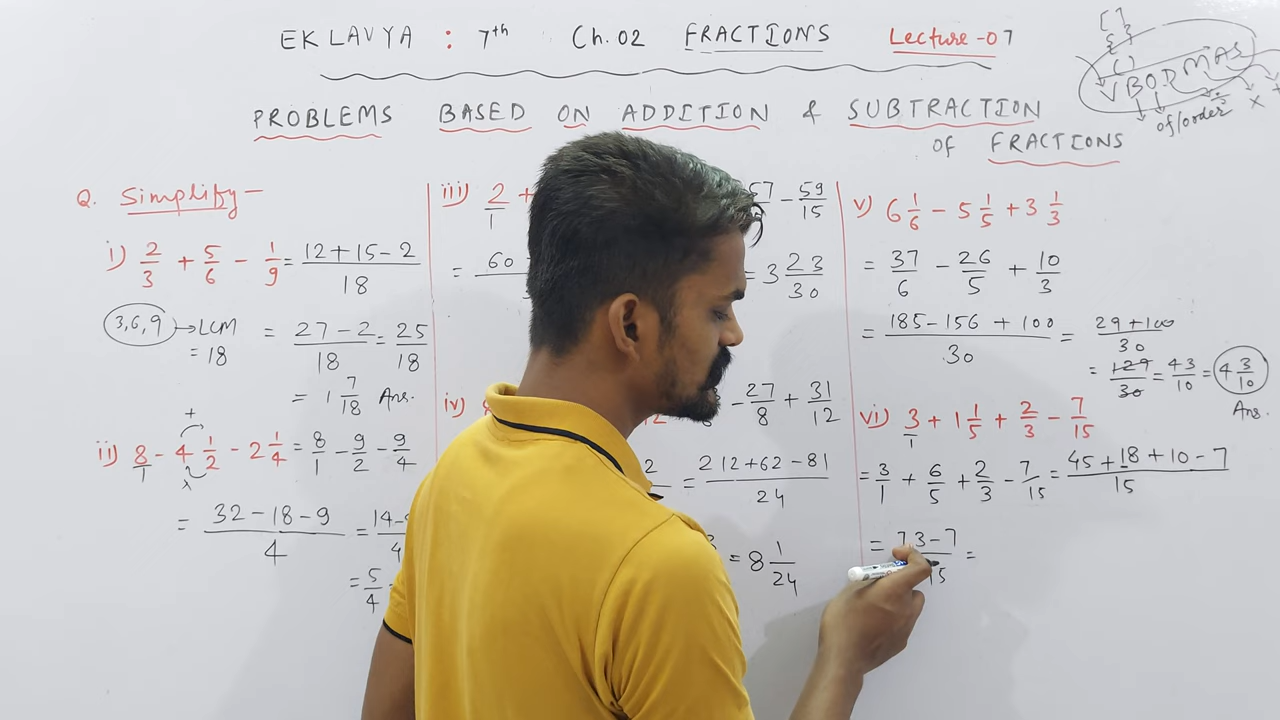 EKLAVYA : 7th Ch.02 FRACTIONS Lecture-07
PROBLEMS BASED ON ADDITION & SUBTRACTION
of FRACTIONS
[ ]
{ }
( )
VBODMAS
of/order ÷ × +
Q. Simplify-
i) 2/3 + 5/6 - 1/9 = 12+15-2/18
3,6,9 → LCM = 18
= 27-2/18 = 25/18
= 1 7/18 Ans.
+
ii) 8/1 - 4 1/2 - 2 1/4 = 8/1 - 9/2 - 9/4
×
= 32-18-9/4 = 14-
= 5/4
iii) 2/1 +
57 - 59/15
= 60
= 3 23/30
iv)
- 27/8 + 31/12
= 212+62-81/24
= 8 1/24
v) 6 1/6 - 5 1/5 + 3 1/3
= 37/6 - 26/5 + 10/3
= 185-156+100/30 = 29+100/30
= 129/30 = 43/10 = 4 3/10
Ans.
vi) 3/1 + 1 1/5 + 2/3 - 7/15
= 3/1 + 6/5 + 2/3 - 7/15 = 45+18+10-7/15
= 73-7/15 =